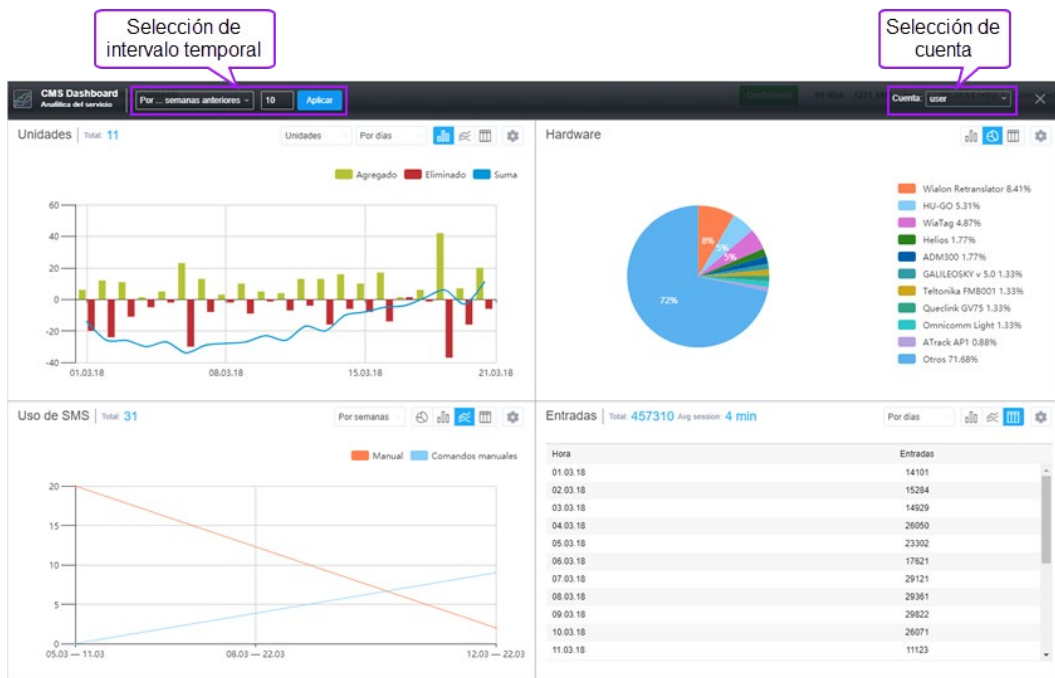 Selección de
intervalo temporal
Selección de
cuenta
CMS Dashboard
Analítica del servicio
Por ... semanas anteriores
10
Aplicar
Dashboard
Cuenta:
user
Unidades
Total: 11
Unidades
Por días
Agregado
Eliminado
Suma
60
40
20
0
-20
-40
01.03.18
08.03.18
15.03.18
21.03.18
Hardware
8%
5%
5%
72%
Wialon Retranslator 8.41%
HU-GO 5.31%
WiaTag 4.87%
Helios 1.77%
ADM300 1.77%
GALILEOSKY v 5.0 1.33%
Teltonika FM8001 1.33%
Queclink GV75 1.33%
Omnicomm Light 1.33%
ATrack AP1 0.88%
Otros 71.68%
Uso de SMS
Total: 31
Por semanas
Manual
Comandos manuales
20
15
10
5
0
05.03 — 11.03
08.03 — 22.03
12.03 — 22.03
Entradas
Total: 457310 Avg session: 4 min
Por días
Hora Entradas
01.03.18 14101
02.03.18 15284
03.03.18 14929
04.03.18 26050
05.03.18 23302
06.03.18 17621
07.03.18 29121
08.03.18 29361
09.03.18 29822
10.03.18 26071
11.03.18 11123